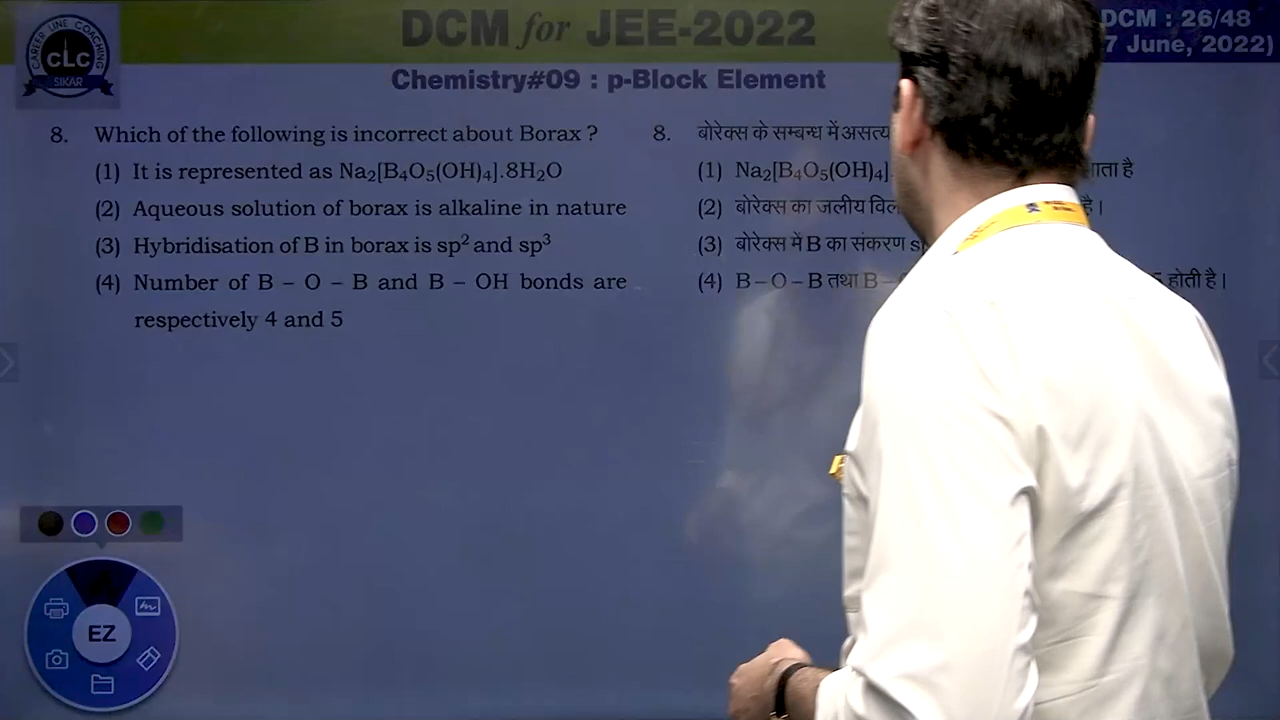 CAREER LINE COACHING
CLC
SIKAR
DCM for JEE-2022
DCM : 26/48
7 June, 2022)
Chemistry#09 : p-Block Element
8. Which of the following is incorrect about Borax ?
(1) It is represented as Na₂[B₄O₅(OH)₄].8H₂O
(2) Aqueous solution of borax is alkaline in nature
(3) Hybridisation of B in borax is sp² and sp³
(4) Number of B – O – B and B – OH bonds are
respectively 4 and 5
8. बोरेक्स के सम्बन्ध में असत्य
(1) Na₂[B₄O₅(OH)₄]. है
(2) बोरेक्स का जलीय है।
(3) बोरेक्स में B का संकरण
(4) B – O – B तथा B – 5 होती है।
EZ